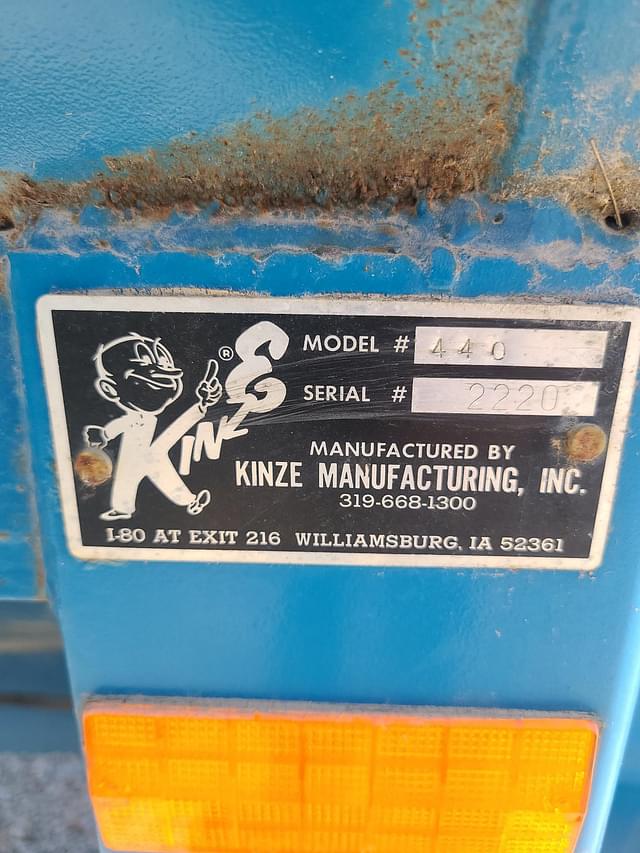 KINZE ®
MODEL # 440
SERIAL # 2220
MANUFACTURED BY
KINZE MANUFACTURING, INC.
319-668-1300
I-80 AT EXIT 216 WILLIAMSBURG, IA 52361